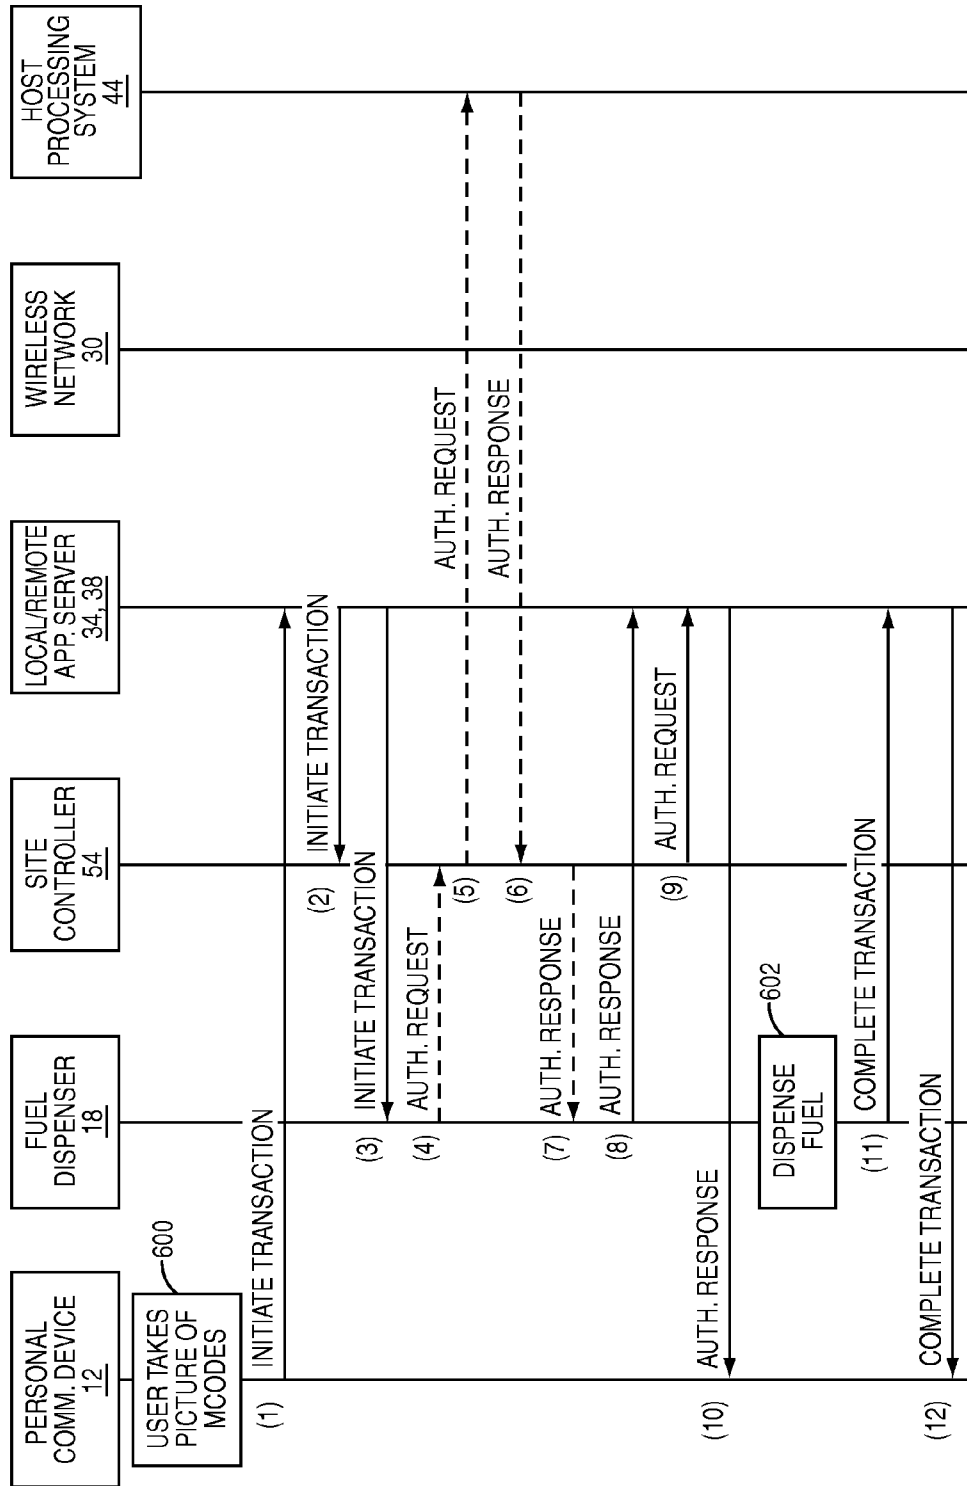 PERSONAL
COMM. DEVICE
12
FUEL
DISPENSER
18
SITE
CONTROLLER
54
LOCAL/REMOTE
APP. SERVER
34, 38
WIRELESS
NETWORK
30
HOST
PROCESSING
SYSTEM
44
USER TAKES
PICTURE OF
MCODES
600
(1)
INITIATE TRANSACTION
(2)
INITIATE TRANSACTION
(3)
INITIATE TRANSACTION
(4)
AUTH. REQUEST
(5)
AUTH. REQUEST
(6)
AUTH. RESPONSE
(7)
AUTH. RESPONSE
(8)
AUTH. RESPONSE
(9)
AUTH. REQUEST
(10)
AUTH. RESPONSE
DISPENSE
FUEL
602
(11)
COMPLETE TRANSACTION
(12)
COMPLETE TRANSACTION